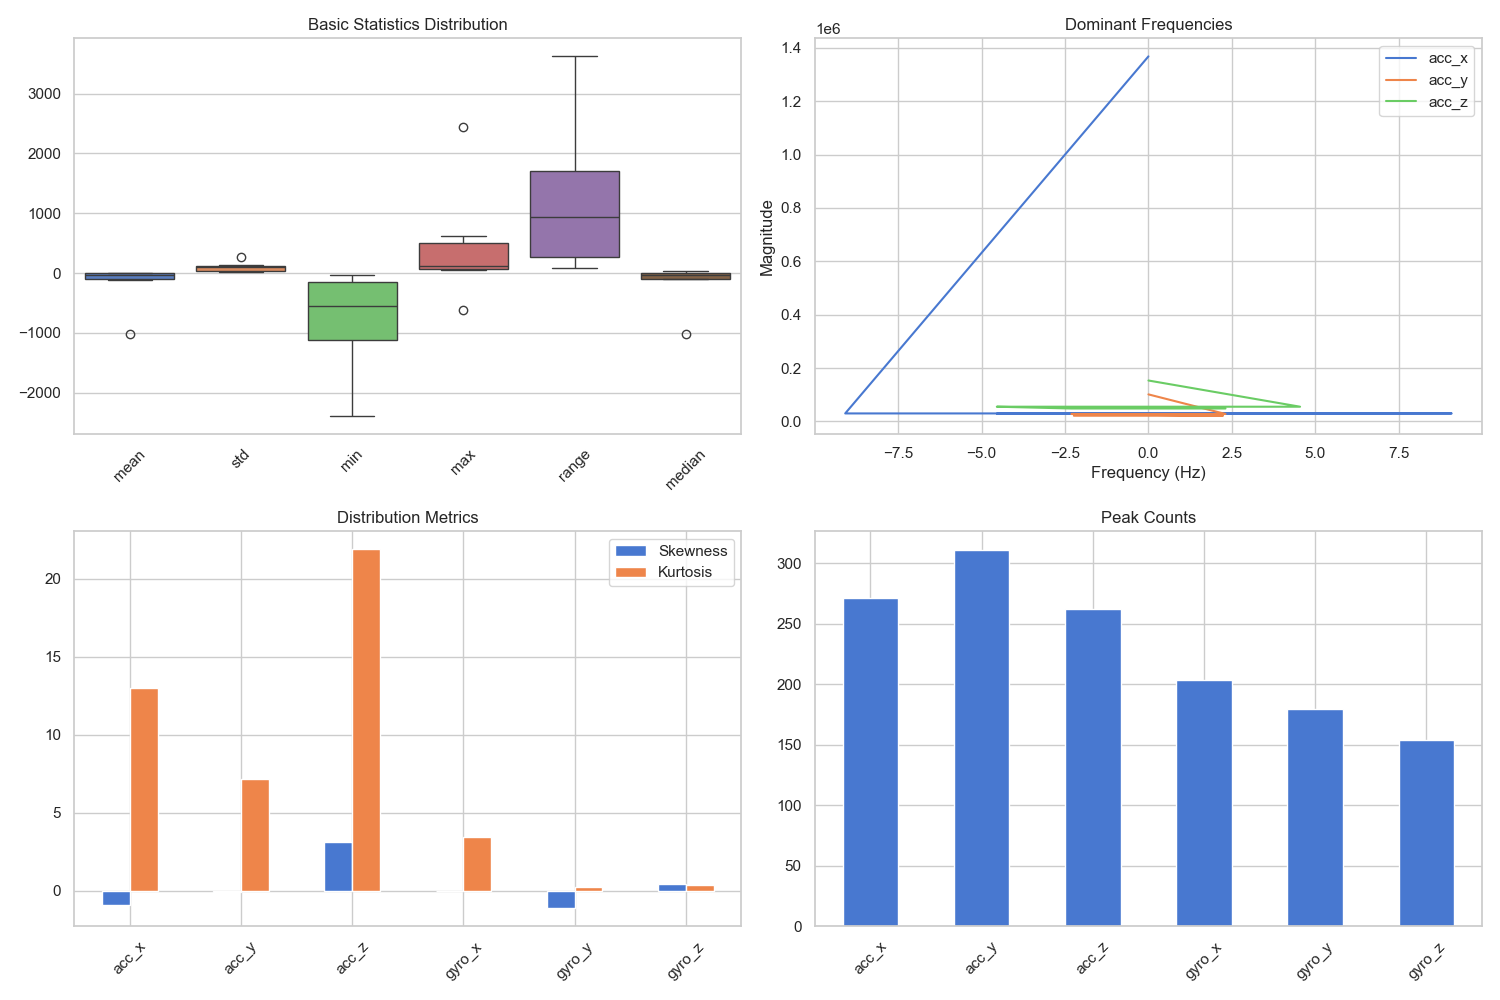 Basic Statistics Distribution
3000
2000
1000
0
−1000
−2000
mean
std
min
max
range
median
Dominant Frequencies
1e6
1.4
1.2
1.0
0.8
0.6
0.4
0.2
0.0
Magnitude
acc_x
acc_y
acc_z
−7.5
−5.0
−2.5
0.0
2.5
5.0
7.5
Frequency (Hz)
Distribution Metrics
20
15
10
5
0
Skewness
Kurtosis
acc_x
acc_y
acc_z
gyro_x
gyro_y
gyro_z
Peak Counts
300
250
200
150
100
50
0
acc_x
acc_y
acc_z
gyro_x
gyro_y
gyro_z